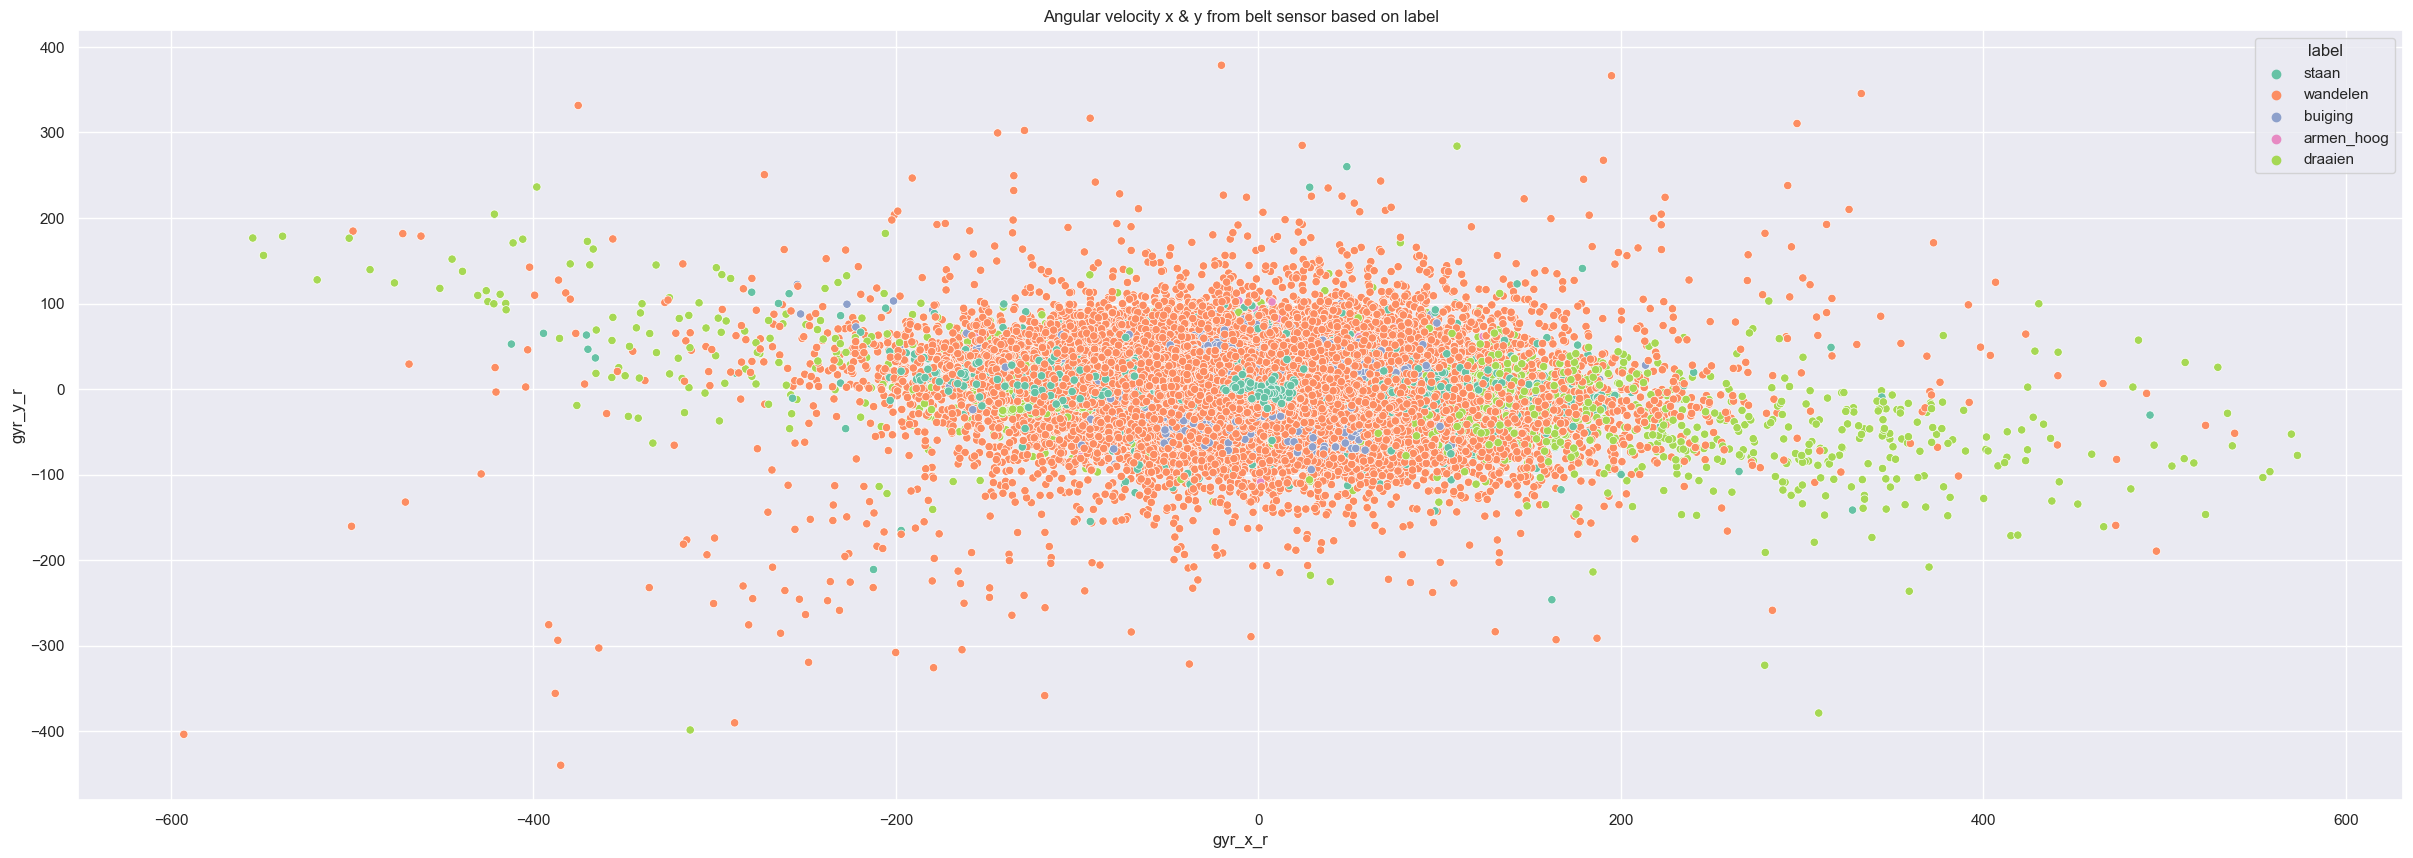 Angular velocity x & y from belt sensor based on label
label
staan
wandelen
buiging
armen_hoog
draaien
400
300
200
100
0
−100
−200
−300
−400
gyr_y_r
−600 −400 −200 0 200 400 600
gyr_x_r